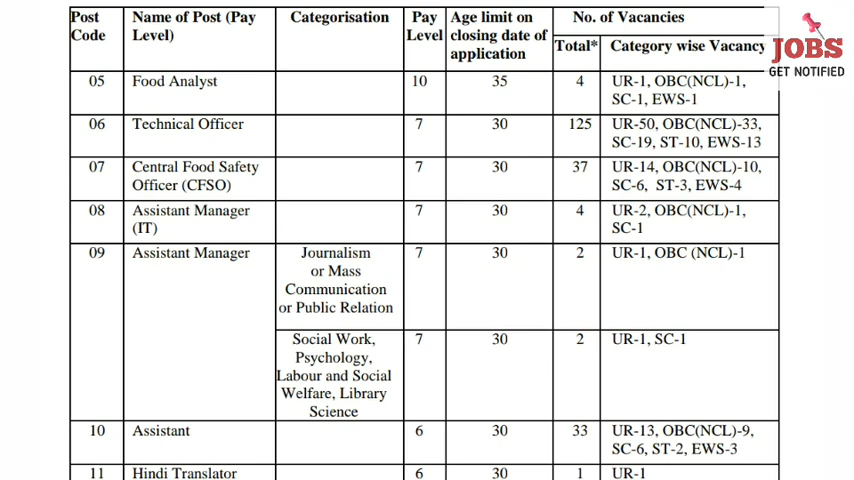 Post Code
Name of Post (Pay Level)
Categorisation
Pay Level
Age limit on closing date of application
No. of Vacancies
Total*
Category wise Vacancy
JOBS
GET NOTIFIED
05 Food Analyst 10 35 4 UR-1, OBC(NCL)-1,
SC-1, EWS-1
06 Technical Officer 7 30 125 UR-50, OBC(NCL)-33,
SC-19, ST-10, EWS-13
07 Central Food Safety 7 30 37 UR-14, OBC(NCL)-10,
Officer (CFSO) SC-6, ST-3, EWS-4
08 Assistant Manager 7 30 4 UR-2, OBC(NCL)-1,
(IT) SC-1
09 Assistant Manager Journalism 7 30 2 UR-1, OBC (NCL)-1
or Mass
Communication
or Public Relation
Social Work, 7 30 2 UR-1, SC-1
Psychology,
Labour and Social
Welfare, Library
Science
10 Assistant 6 30 33 UR-13, OBC(NCL)-9,
SC-6, ST-2, EWS-3
11 Hindi Translator 6 30 1 UR-1